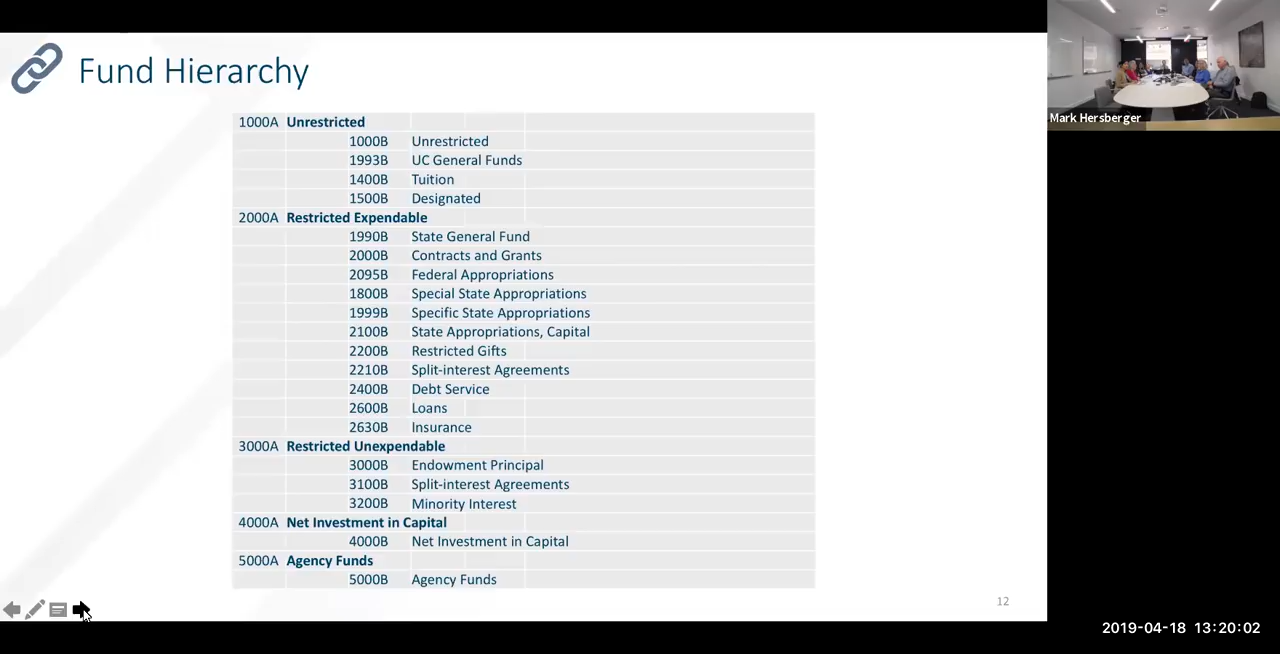 Fund Hierarchy
1000A Unrestricted
1000B Unrestricted
1993B UC General Funds
1400B Tuition
1500B Designated
2000A Restricted Expendable
1990B State General Fund
2000B Contracts and Grants
2095B Federal Appropriations
1800B Special State Appropriations
1999B Specific State Appropriations
2100B State Appropriations, Capital
2200B Restricted Gifts
2210B Split-interest Agreements
2400B Debt Service
2600B Loans
2630B Insurance
3000A Restricted Unexpendable
3000B Endowment Principal
3100B Split-interest Agreements
3200B Minority Interest
4000A Net Investment in Capital
4000B Net Investment in Capital
5000A Agency Funds
5000B Agency Funds
12
Mark Hersberger
2019-04-18 13:20:02